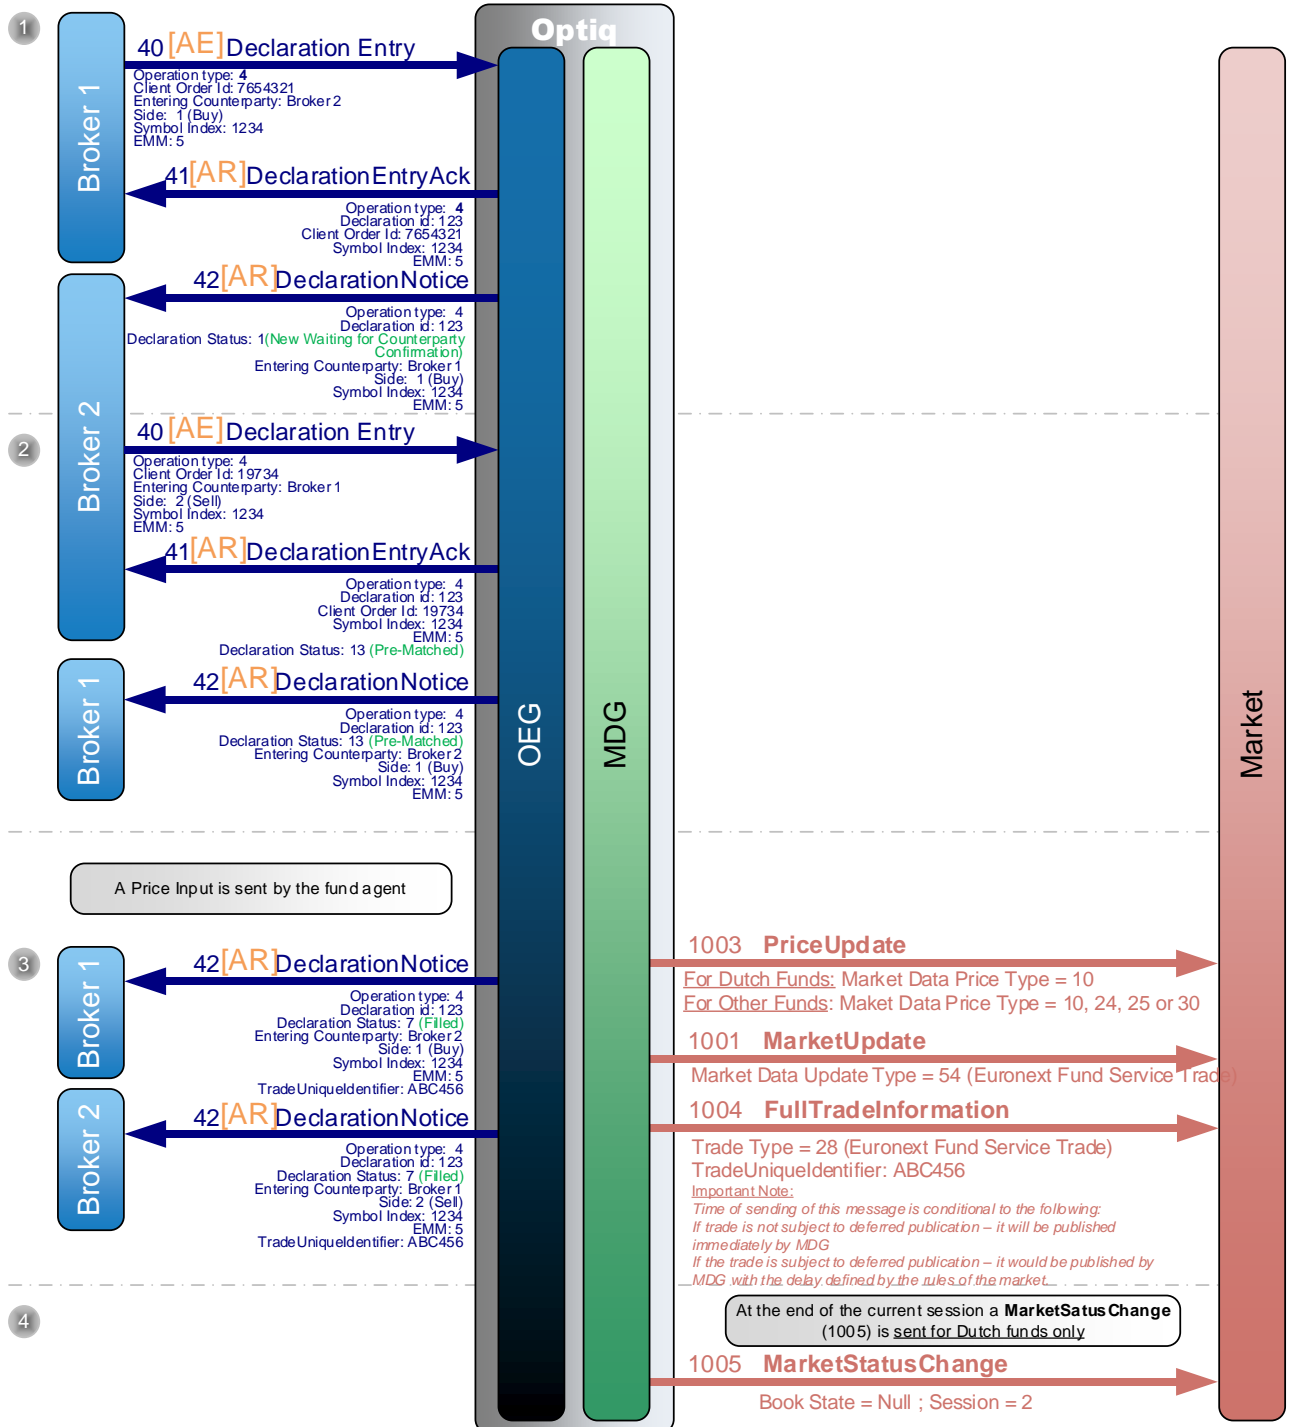 Optiq
1
Broker 1
40 [AE] Declaration Entry
Operation type: 4
Client Order Id: 7654321
Entering Counterparty: Broker 2
Side: 1 (Buy)
Symbol Index: 1234
EMM: 5
41 [AR] DeclarationEntryAck
Operation type: 4
Declaration id: 123
Client Order Id: 7654321
Symbol Index: 1234
EMM: 5
Broker 2
42 [AR] DeclarationNotice
Operation type: 4
Declaration id: 123
Declaration Status: 1 (New Waiting for Counterparty
Confirmation)
Entering Counterparty: Broker 1
Side: 1 (Buy)
Symbol Index: 1234
EMM: 5
2
40 [AE] Declaration Entry
Operation type: 4
Client Order Id: 19734
Entering Counterparty: Broker 1
Side: 2 (Sell)
Symbol Index: 1234
EMM: 5
41 [AR] DeclarationEntryAck
Operation type: 4
Declaration id: 123
Client Order Id: 19734
Symbol Index: 1234
EMM: 5
Declaration Status: 13 (Pre-Matched)
Broker 1
42 [AR] DeclarationNotice
Operation type: 4
Declaration id: 123
Declaration Status: 13 (Pre-Matched)
Entering Counterparty: Broker 2
Side: 1 (Buy)
Symbol Index: 1234
EMM: 5
OEG
MDG
Market
A Price Input is sent by the fund agent
3
Broker 1
42 [AR] DeclarationNotice
Operation type: 4
Declaration id: 123
Declaration Status: 7 (Filled)
Entering Counterparty: Broker 2
Side: 1 (Buy)
Symbol Index: 1234
EMM: 5
TradeUniqueIdentifier: ABC456
Broker 2
42 [AR] DeclarationNotice
Operation type: 4
Declaration id: 123
Declaration Status: 7 (Filled)
Entering Counterparty: Broker 1
Side: 2 (Sell)
Symbol Index: 1234
EMM: 5
TradeUniqueIdentifier: ABC456
1003 PriceUpdate
For Dutch Funds: Market Data Price Type = 10
For Other Funds: Maket Data Price Type = 10, 24, 25 or 30
1001 MarketUpdate
Market Data Update Type = 54 (Euronext Fund Service Trade)
1004 FullTradeInformation
Trade Type = 28 (Euronext Fund Service Trade)
TradeUniqueIdentifier: ABC456
Important Note:
Time of sending of this message is conditional to the following:
If trade is not subject to deferred publication – it will be published
immediately by MDG
If the trade is subject to deferred publication – it would be published by
MDG with the delay defined by the rules of the market.
4
At the end of the current session a MarketSatusChange
(1005) is sent for Dutch funds only
1005 MarketStatusChange
Book State = Null ; Session = 2